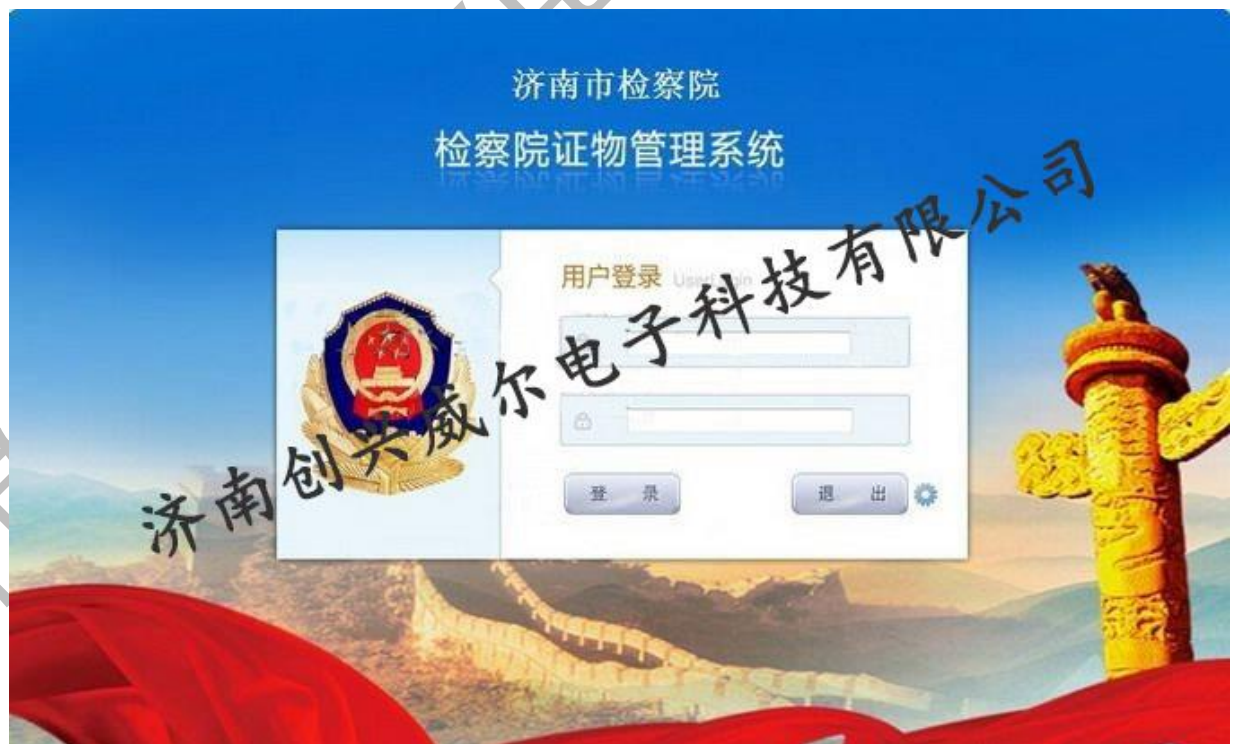 济南市检察院
检察院证物管理系统
用户登录 UserLogin
登 录
退 出
济南创兴威尔电子科技有限公司